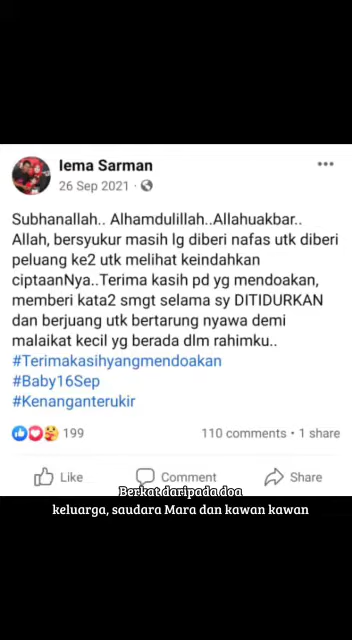 Iema Sarman
26 Sep 2021 ·
Subhanallah.. Alhamdulillah..Allahuakbar..
Allah, bersyukur masih lg diberi nafas utk diberi
peluang ke2 utk melihat keindahkan
ciptaanNya..Terima kasih pd yg mendoakan,
memberi kata2 smgt selama sy DITIDURKAN
dan berjuang utk bertarung nyawa demi
malaikat kecil yg berada dlm rahimku..
#Terimakasihyangmendoakan
#Baby16Sep
#Kenanganterukir
199
110 comments • 1 share
Like
Comment
Share
Berkat daripada doa
keluarga, saudara Mara dan kawan kawan